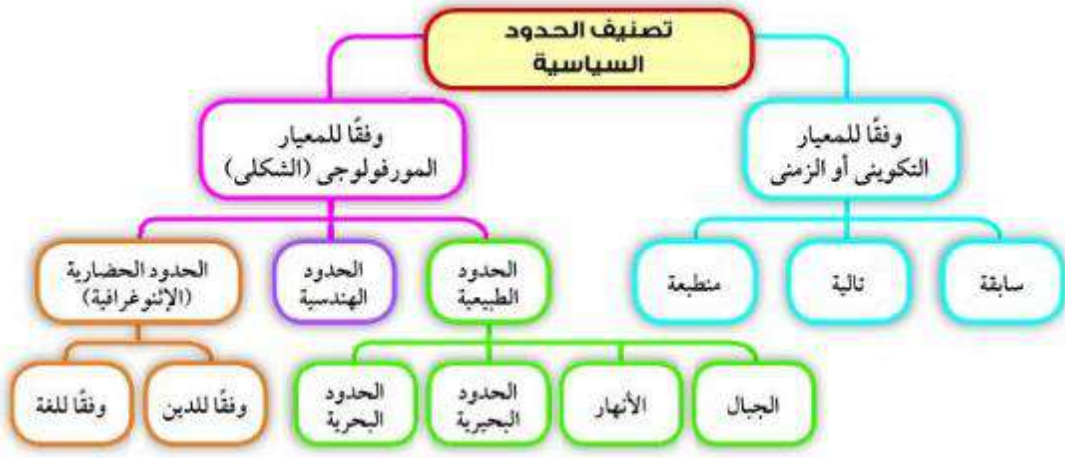 تصنيف الحدود
السياسية
وفقًا للمعيار
التكوينى أو الزمنى
وفقًا للمعيار
المورفولوجى (الشكلى)
سابقة
تالية
منطبعة
الحدود
الطبيعية
الحدود
الهندسية
الحدود الحضارية
(الإثنوغرافية)
الجبال
الأنهار
الحدود
البحيرية
الحدود
البحرية
وفقًا للدين
وفقًا للغة